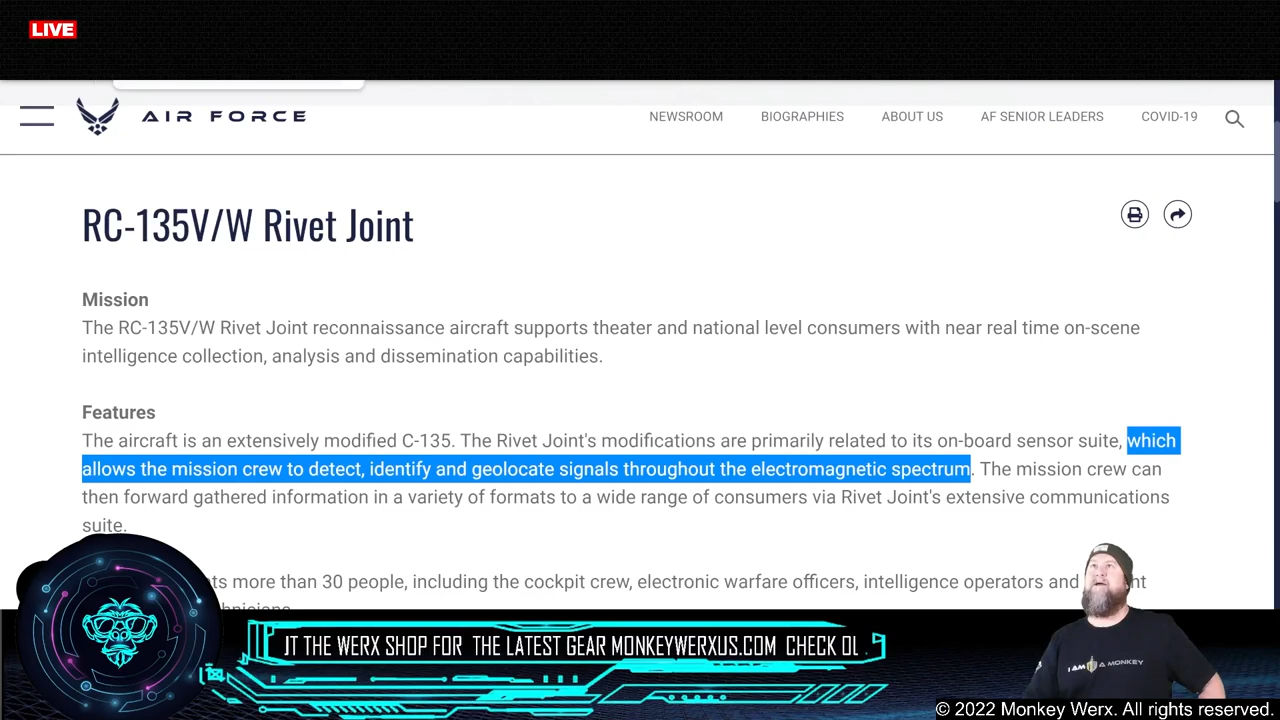 LIVE
AIR FORCE
NEWSROOM
BIOGRAPHIES
ABOUT US
AF SENIOR LEADERS
COVID-19
RC-135V/W Rivet Joint
Mission
The RC-135V/W Rivet Joint reconnaissance aircraft supports theater and national level consumers with near real time on-scene
intelligence collection, analysis and dissemination capabilities.
Features
The aircraft is an extensively modified C-135. The Rivet Joint's modifications are primarily related to its on-board sensor suite, which
allows the mission crew to detect, identify and geolocate signals throughout the electromagnetic spectrum. The mission crew can
then forward gathered information in a variety of formats to a wide range of consumers via Rivet Joint's extensive communications
suite.
more than 30 people, including the cockpit crew, electronic warfare officers, intelligence operators and
THE WERX SHOP FOR THE LATEST GEAR MONKEYWERXUS.COM CHECK
I AM A MONKEY
© 2022 Monkey Werx. All rights reserved.